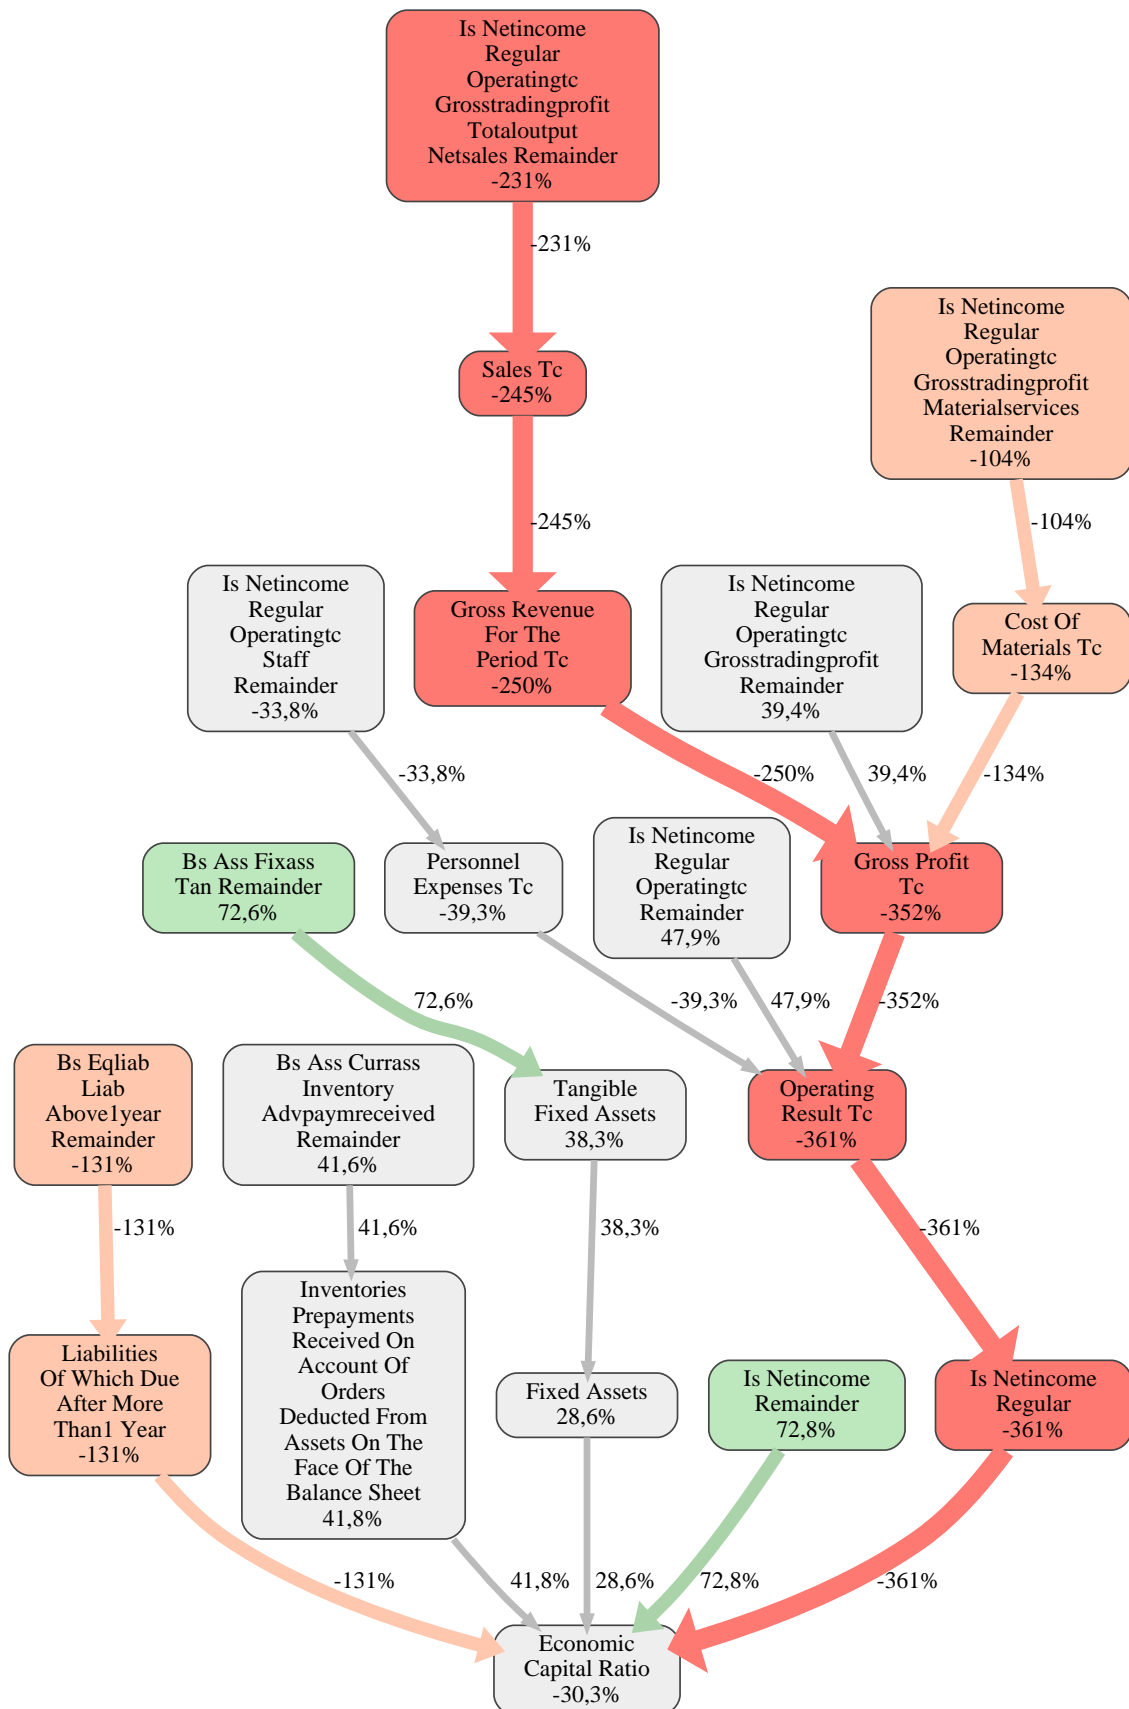 Is Netincome
Regular
Operatingtc
Grosstradingprofit
Totaloutput
Netsales Remainder
-231%
-231%
Is Netincome
Regular
Operatingtc
Grosstradingprofit
Materialservices
Remainder
-104%
Sales Tc
-245%
-245%
-104%
Is Netincome
Regular
Operatingtc
Staff
Remainder
-33,8%
Gross Revenue
For The
Period Tc
-250%
Is Netincome
Regular
Operatingtc
Grosstradingprofit
Remainder
39,4%
Cost Of
Materials Tc
-134%
-33,8%
-250%
39,4%
-134%
Bs Ass Fixass
Tan Remainder
72,6%
Personnel
Expenses Tc
-39,3%
Is Netincome
Regular
Operatingtc
Remainder
47,9%
Gross Profit
Tc
-352%
72,6%
-39,3%
47,9%
-352%
Bs Eqliab
Liab
Above1year
Remainder
-131%
Bs Ass Currass
Inventory
Advpaymreceived
Remainder
41,6%
Tangible
Fixed Assets
38,3%
Operating
Result Tc
-361%
-131%
41,6%
38,3%
-361%
Liabilities
Of Which Due
After More
Than1 Year
-131%
Inventories
Prepayments
Received On
Account Of
Orders
Deducted From
Assets On The
Face Of The
Balance Sheet
41,8%
Fixed Assets
28,6%
Is Netincome
Remainder
72,8%
Is Netincome
Regular
-361%
-131%
41,8%
28,6%
72,8%
-361%
Economic
Capital Ratio
-30,3%